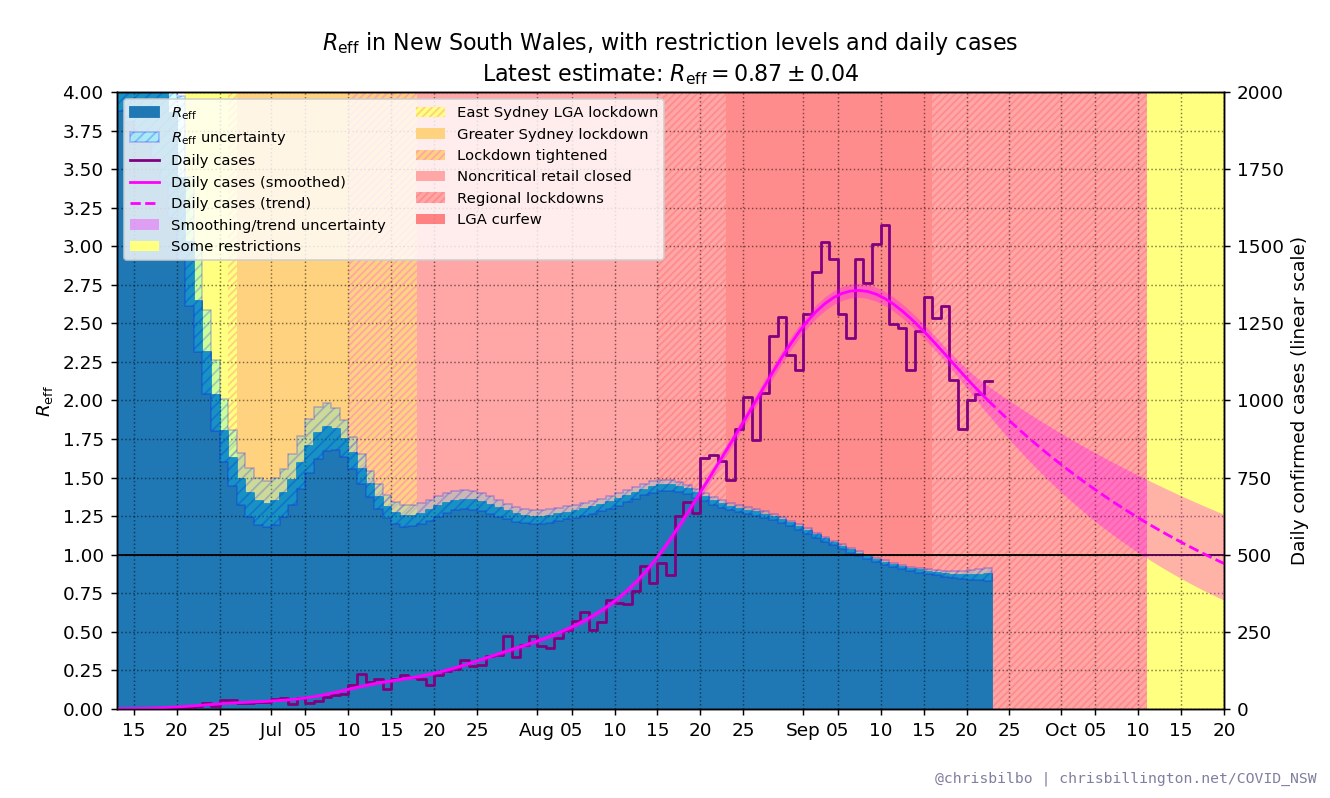 Reff in New South Wales, with restriction levels and daily cases
Latest estimate: Reff = 0.87 ± 0.04
4.00
3.75
3.50
3.25
3.00
2.75
2.50
2.25
2.00
1.75
1.50
1.25
1.00
0.75
0.50
0.25
0.00
Reff
Reff
Reff uncertainty
Daily cases
Daily cases (smoothed)
Daily cases (trend)
Smoothing/trend uncertainty
Some restrictions
East Sydney LGA lockdown
Greater Sydney lockdown
Lockdown tightened
Noncritical retail closed
Regional lockdowns
LGA curfew
2000
1750
1500
1250
1000
750
500
250
0
Daily confirmed cases (linear scale)
15 20 25 Jul 05 10 15 20 25 Aug 05 10 15 20 25 Sep 05 10 15 20 25 Oct 05 10 15 20
@chrisbilbo | chrisbillington.net/COVID_NSW